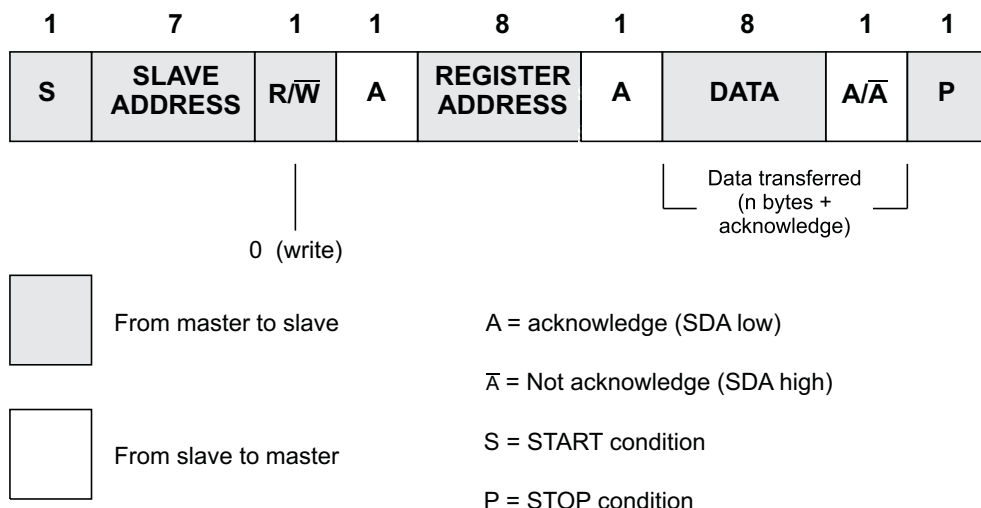 1 7 1 1 8 1 8 1 1
S SLAVE ADDRESS R/W̅ A REGISTER ADDRESS A DATA A/A̅ P
Data transferred
(n bytes +
acknowledge)
0 (write)
From master to slave
A = acknowledge (SDA low)
A̅ = Not acknowledge (SDA high)
S = START condition
From slave to master
P = STOP condition